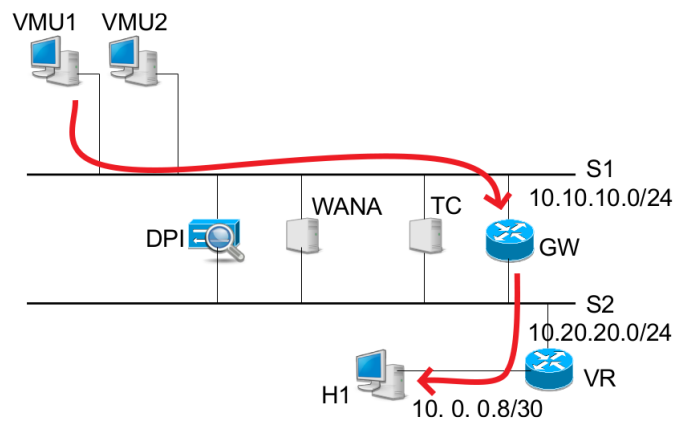 VMU1 VMU2
S1
10.10.10.0/24
WANA TC
DPI
GW
S2
10.20.20.0/24
VR
H1
10. 0. 0.8/30